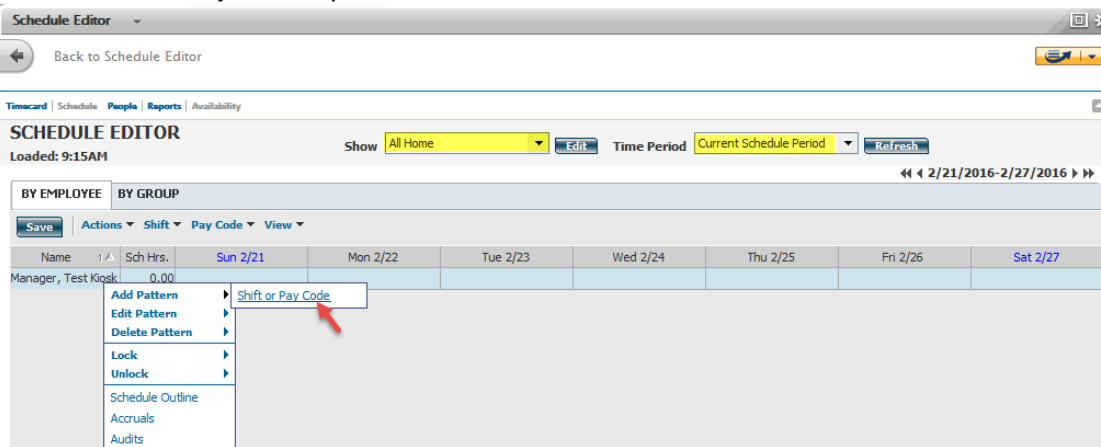 Schedule Editor
Back to Schedule Editor
Timecard | Schedule People | Reports | Availability
SCHEDULE EDITOR
Loaded: 9:15AM
Show All Home Edit Time Period Current Schedule Period Refresh
2/21/2016-2/27/2016
BY EMPLOYEE BY GROUP
Save Actions Shift Pay Code View
Name 1 Sch Hrs. Sun 2/21 Mon 2/22 Tue 2/23 Wed 2/24 Thu 2/25 Fri 2/26 Sat 2/27
Manager, Test Kiosk 0.00
Add Pattern Shift or Pay Code
Edit Pattern
Delete Pattern
Lock
Unlock
Schedule Outline
Accruals
Audits